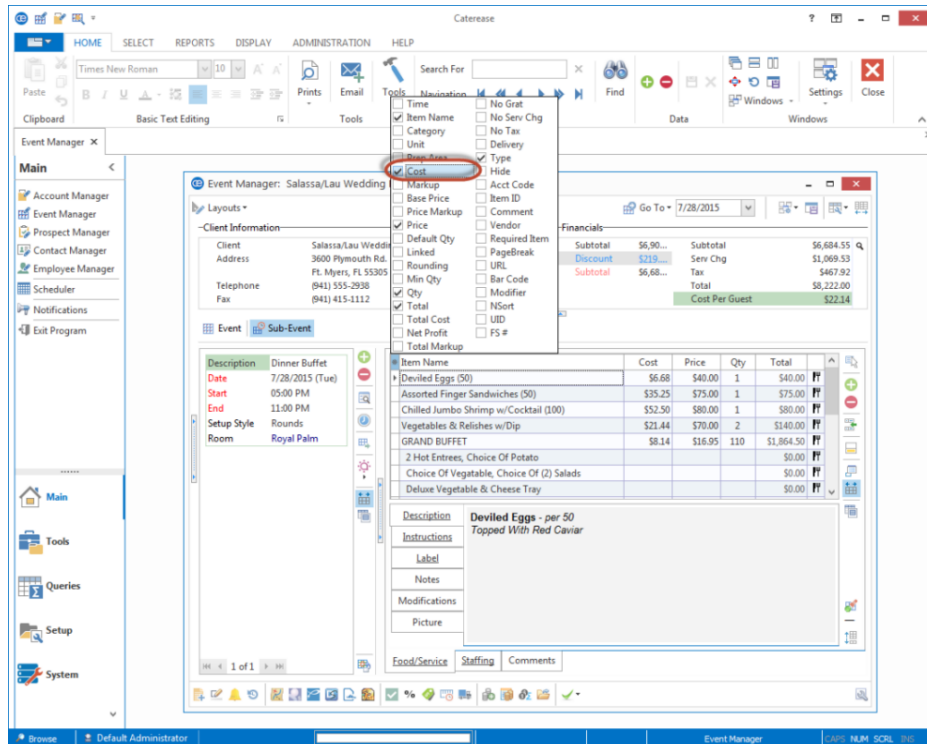 Caterease
HOME SELECT REPORTS DISPLAY ADMINISTRATION HELP
Times New Roman 10 Search For
Paste Prints Email Tools Navigation Find Windows Settings Close
Clipboard Basic Text Editing Tools Data Windows
Event Manager
Main
Account Manager
Event Manager
Prospect Manager
Contact Manager
Employee Manager
Scheduler
Notifications
Exit Program
Main
Tools
Queries
Setup
System
Time No Grat
Item Name No Serv Chg
Category No Tax
Unit Delivery
Prep Area Type
Cost Hide
Markup Acct Code
Base Price Item ID
Price Markup Comment
Price Vendor
Default Qty Required Item
Linked PageBreak
Rounding URL
Min Qty Bar Code
Qty Modifier
Total NSort
Total Cost UID
Net Profit FS #
Total Markup
Event Manager: Salassa/Lau Wedding
Layouts Go To 7/28/2015
Client Information Financials
Client Salassa/Lau Subtotal $6,90... Subtotal $6,684.55
Address 3600 Plymouth Rd. Discount $219.... Serv Chg $1,069.53
Ft. Myers, FL 55305 Subtotal $6,68... Tax $467.92
Telephone (941) 555-2938 Total $8,222.00
Fax (941) 415-1112 Cost Per Guest $22.14
Event Sub-Event
Description Dinner Buffet
Date 7/28/2015 (Tue)
Start 05:00 PM
End 11:00 PM
Setup Style Rounds
Room Royal Palm
1 of 1
Item Name Cost Price Qty Total
Deviled Eggs (50) $6.68 $40.00 1 $40.00
Assorted Finger Sandwiches (50) $35.25 $75.00 1 $75.00
Chilled Jumbo Shrimp w/Cocktail (100) $52.50 $80.00 1 $80.00
Vegetables & Relishes w/Dip $21.44 $70.00 2 $140.00
GRAND BUFFET $8.14 $16.95 110 $1,864.50
2 Hot Entrees, Choice Of Potato $0.00
Choice Of Vegatable, Choice Of (2) Salads $0.00
Deluxe Vegetable & Cheese Tray $0.00
Description
Instructions
Label
Notes
Modifications
Picture
Deviled Eggs - per 50
Topped With Red Caviar
Food/Service Staffing Comments
Browse Default Administrator Event Manager CAPS NUM SCRL INS